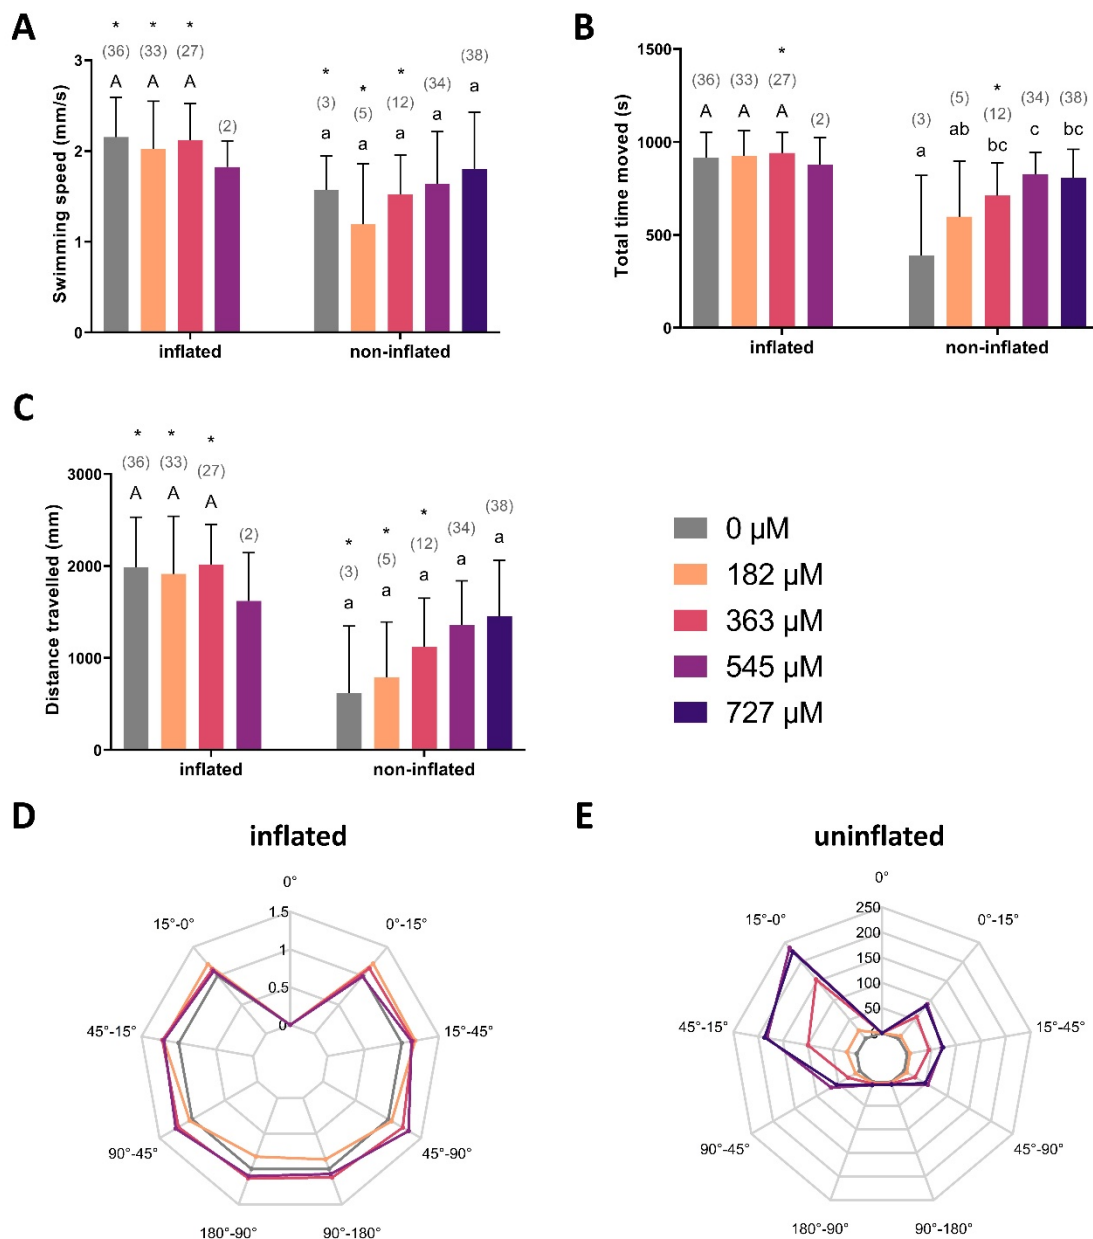 A
B
* * *
(36) (33) (27)
A A A (2)
* * * (34) (38)
(3) (5) (12) a a
a a a
3
2
1
0
Swimming speed (mm/s)
inflated non-inflated
*
(36) (33) (27)
A A A (2)
(3) (5) * (12) (34) (38)
a ab bc c bc
1500
1000
500
0
Total time moved (s)
inflated non-inflated
C
* * *
(36) (33) (27)
A A A (2)
* * * (34) (38)
(3) (5) (12) a a
a a a
3000
2000
1000
0
Distance travelled (mm)
inflated non-inflated
0 µM
182 µM
363 µM
545 µM
727 µM
D
inflated
0°
15°-0° 0°-15°
45°-15° 15°-45°
90°-45° 45°-90°
180°-90° 90°-180°
1.5
1
0.5
0
E
uninflated
0°
15°-0° 0°-15°
45°-15° 15°-45°
90°-45° 45°-90°
180°-90° 90°-180°
250
200
150
100
50